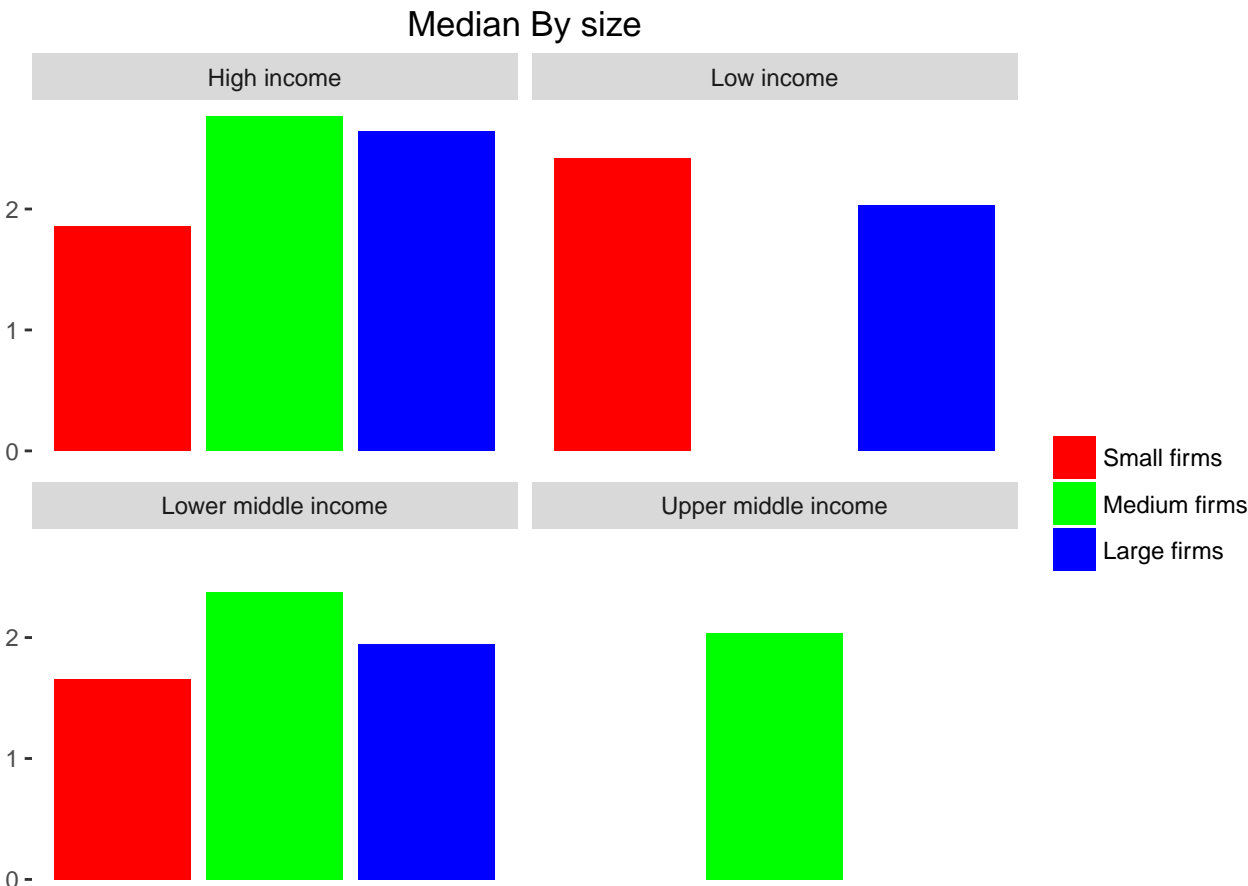 Median By size
High income
Low income
2
1
0
Lower middle income
Upper middle income
2
1
0
Small firms
Medium firms
Large firms